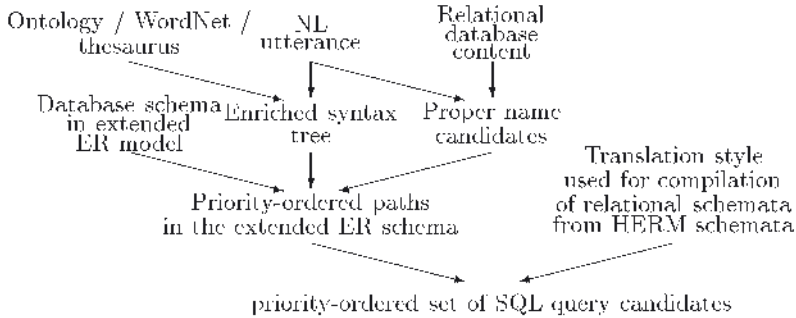 Ontology / WordNet /
thesaurus
NL
utterance
Relational
database
content
Database schema
in extended
ER model
Enriched syntax
tree
Proper name
candidates
Translation style
used for compilation
of relational schemata
from HERM schemata
Priority-ordered paths
in the extended ER schema
priority-ordered set of SQL query candidates